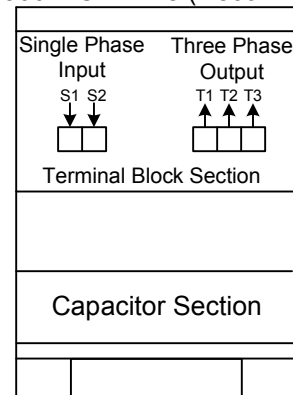 Single Phase Three Phase
Input Output
S1 S2 T1 T2 T3
Terminal Block Section
Capacitor Section